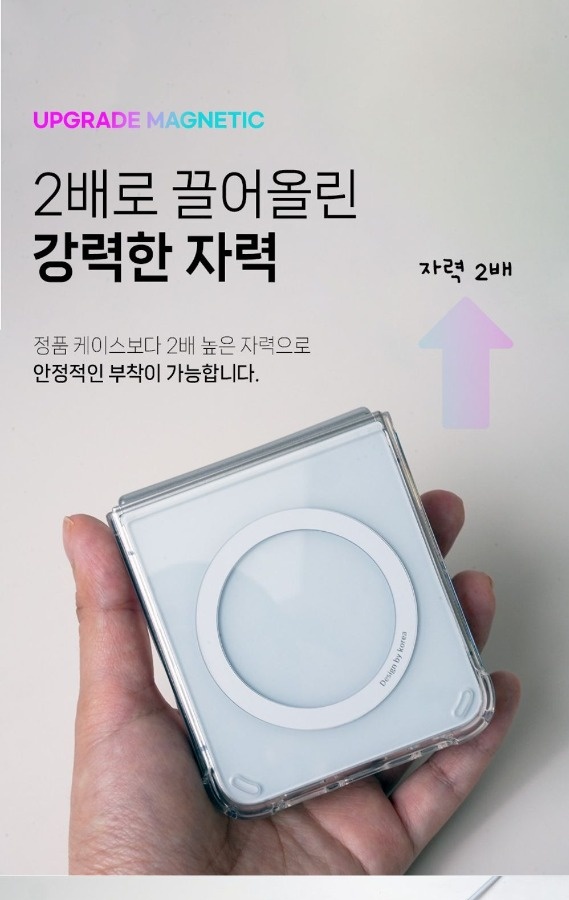 UPGRADE MAGNETIC
2배로 끌어올린
강력한 자력
자력 2배
정품 케이스보다 2배 높은 자력으로
안정적인 부착이 가능합니다.
Design by korea